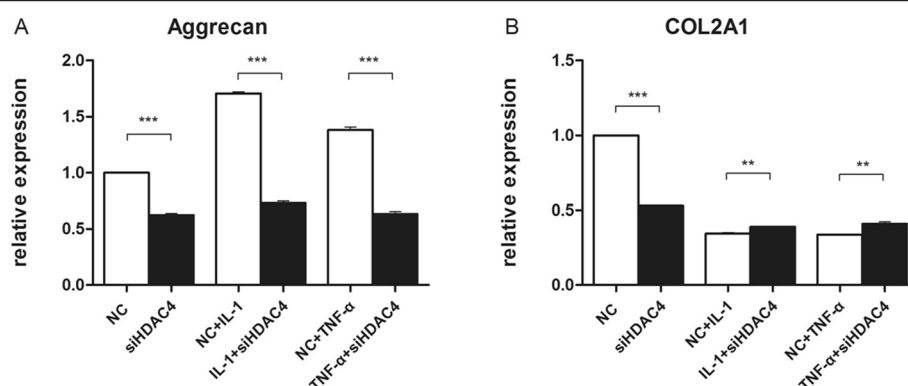 A
Aggrecan
relative expression
2.0
1.5
1.0
0.5
0.0
***
***
***
NC
siHDAC4
NC+IL-1
IL-1+siHDAC4
NC+TNF-α
TNF-α+siHDAC4
B
COL2A1
relative expression
1.5
1.0
0.5
0.0
***
**
**
NC
siHDAC4
NC+IL-1
IL-1+siHDAC4
NC+TNF-α
TNF-α+siHDAC4